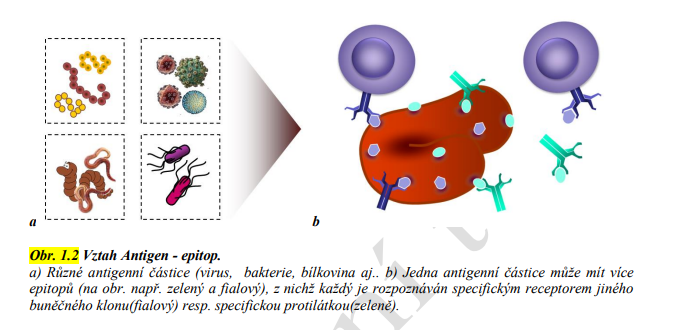 a
b
Obr. 1.2 Vztah Antigen - epitop.
a) Různé antigenní částice (virus, bakterie, bílkovina aj.. b) Jedna antigenní částice může mít více
epitopů (na obr. např. zelený a fialový), z nichž každý je rozpoznáván specifickým receptorem jiného
buněčného klonu(fialový) resp. specifickou protilátkou(zelené).